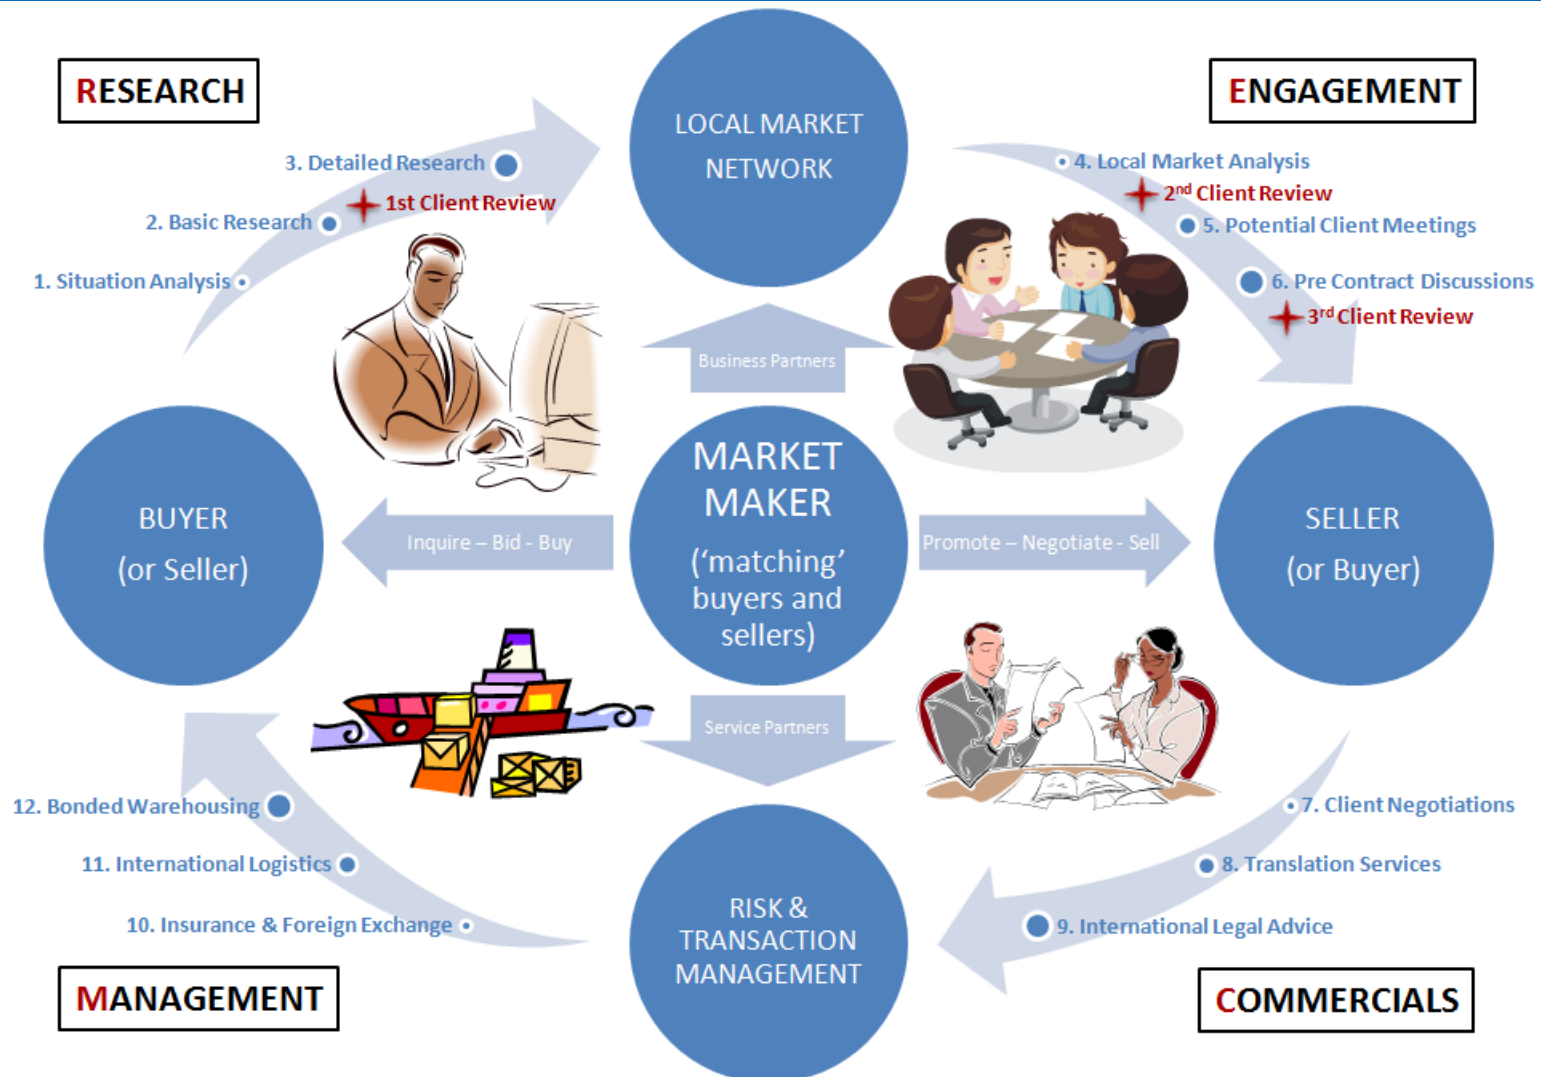 RESEARCH
3. Detailed Research
1st Client Review
2. Basic Research
1. Situation Analysis
LOCAL MARKET
NETWORK
ENGAGEMENT
4. Local Market Analysis
2nd Client Review
5. Potential Client Meetings
6. Pre Contract Discussions
3rd Client Review
Business Partners
BUYER
(or Seller)
Inquire – Bid - Buy
MARKET
MAKER
(‘matching’
buyers and
sellers)
Promote – Negotiate - Sell
SELLER
(or Buyer)
Service Partners
7. Client Negotiations
8. Translation Services
9. International Legal Advice
COMMERCIALS
RISK &
TRANSACTION
MANAGEMENT
12. Bonded Warehousing
11. International Logistics
10. Insurance & Foreign Exchange
MANAGEMENT